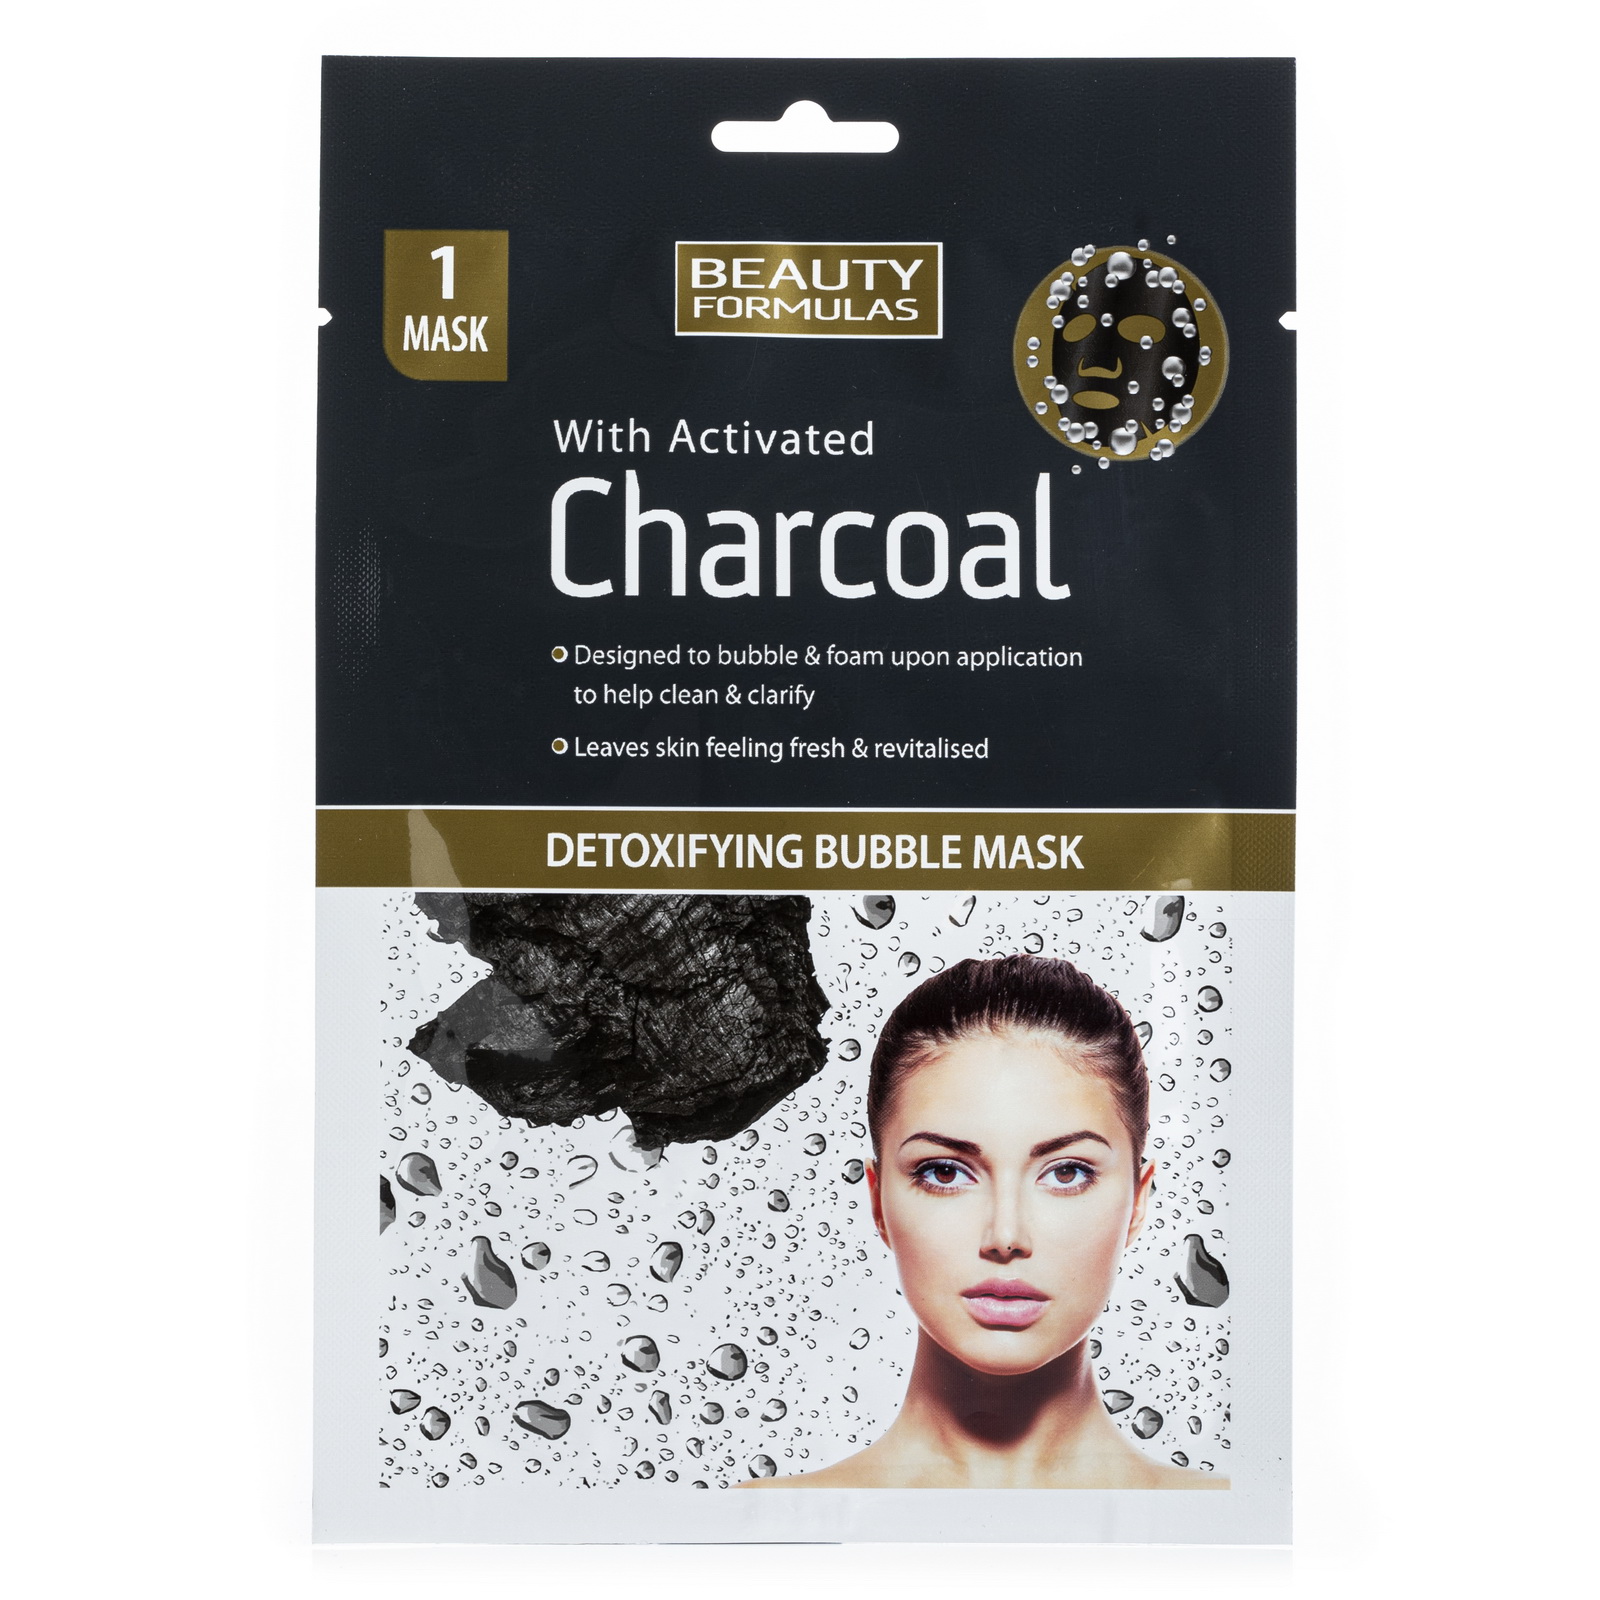 1
MASK
BEAUTY
FORMULAS
With Activated
Charcoal
Designed to bubble & foam upon application
to help clean & clarify
Leaves skin feeling fresh & revitalised
DETOXIFYING BUBBLE MASK